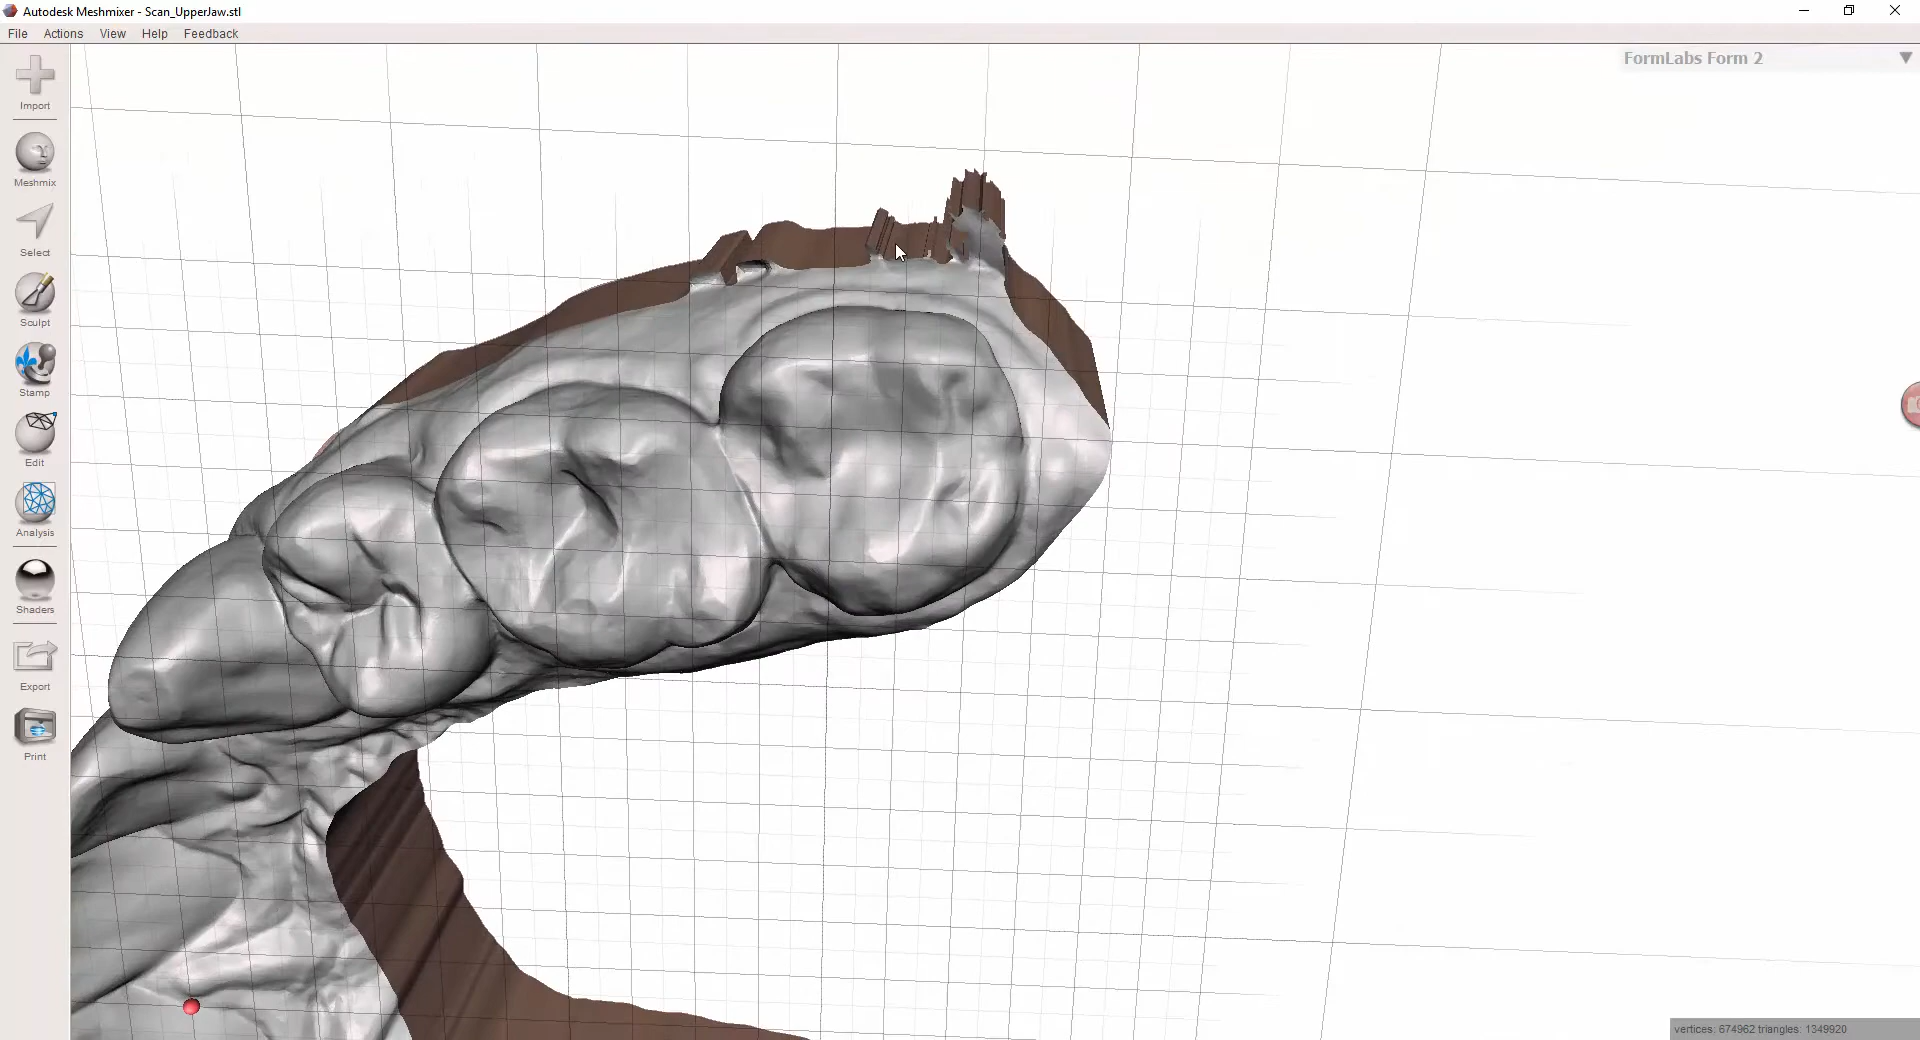 Autodesk Meshmixer - Scan_UpperJaw.stl
File Actions View Help Feedback
FormLabs Form 2
Import
Meshmix
Select
Sculpt
Stamp
Edit
Analysis
Shaders
Export
Print
vertices: 674962 triangles: 1349920